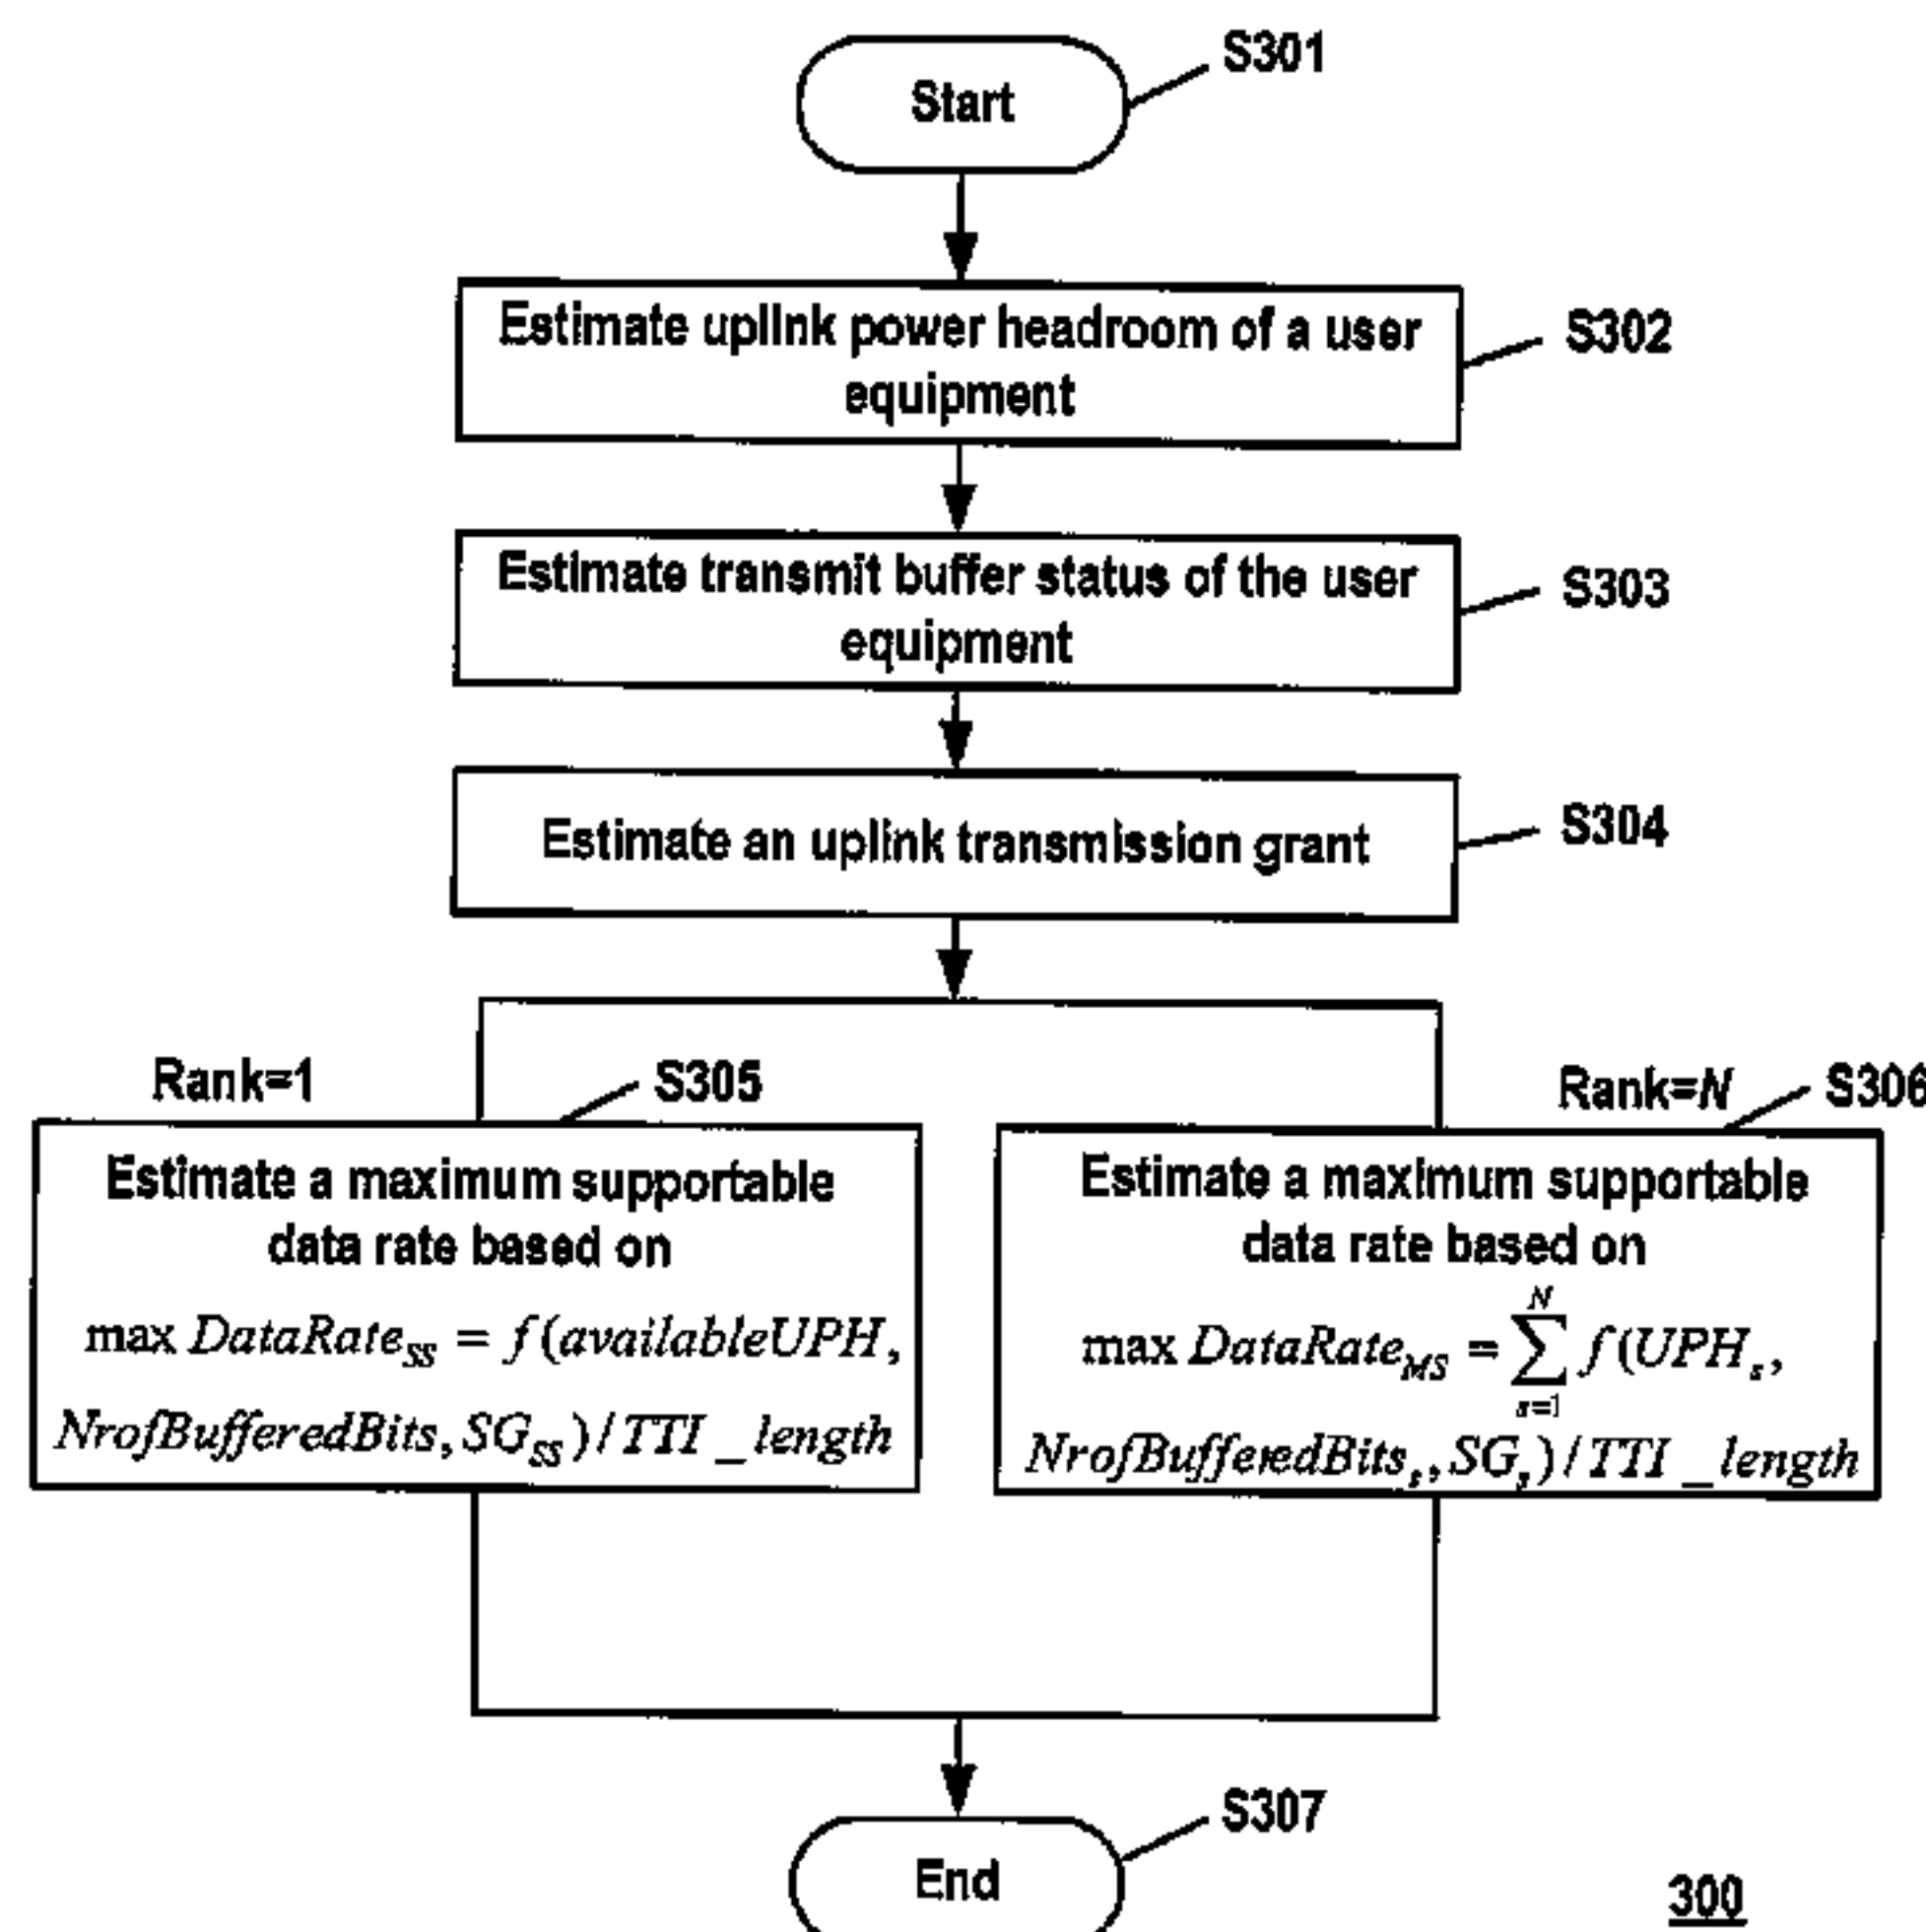 Start
S301
Estimate uplink power headroom of a user
equipment
S302
Estimate transmit buffer status of the user
equipment
S303
Estimate an uplink transmission grant
S304
Rank=1
S305
Estimate a maximum supportable
data rate based on
max DataRate_SS = f(availableUPH,
NrofBufferedBits, SG_SS)/TTI_length
Rank=N
S306
Estimate a maximum supportable
data rate based on
max DataRate_MS = ∑_{s=1}^{N} f(UPH_s,
NrofBufferedBits_s, SG_s)/TTI_length
S307
End
300